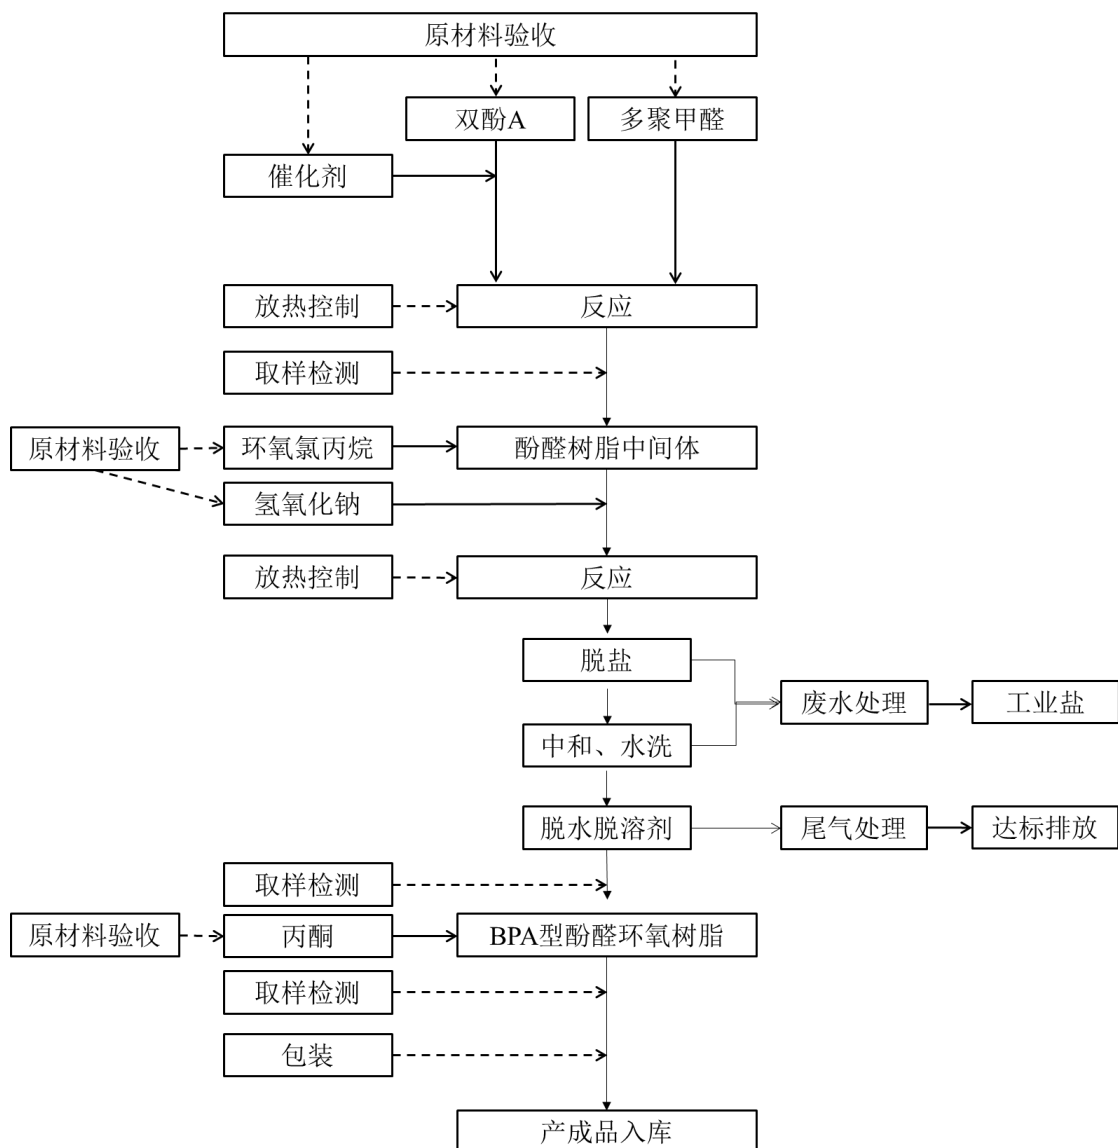 原材料验收
双酚A
多聚甲醛
催化剂
放热控制
反应
取样检测
原材料验收
环氧氯丙烷
酚醛树脂中间体
氢氧化钠
放热控制
反应
脱盐
废水处理
工业盐
中和、水洗
脱水脱溶剂
尾气处理
达标排放
取样检测
原材料验收
丙酮
BPA型酚醛环氧树脂
取样检测
包装
产成品入库